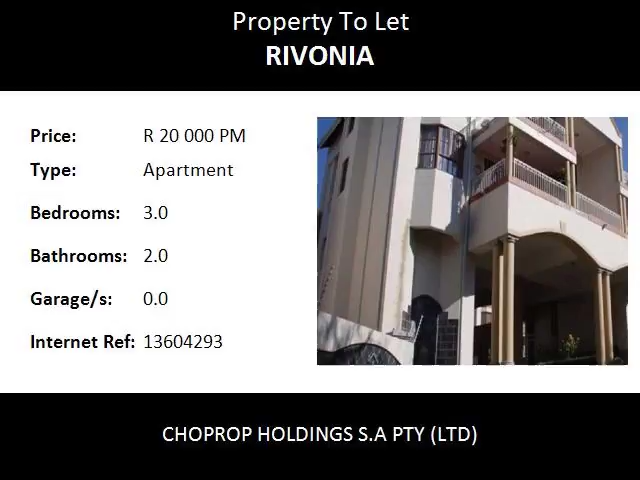 Property To Let
RIVONIA
Price: R 20 000 PM
Type: Apartment
Bedrooms: 3.0
Bathrooms: 2.0
Garage/s: 0.0
Internet Ref: 13604293
CHOPROP HOLDINGS S.A PTY (LTD)